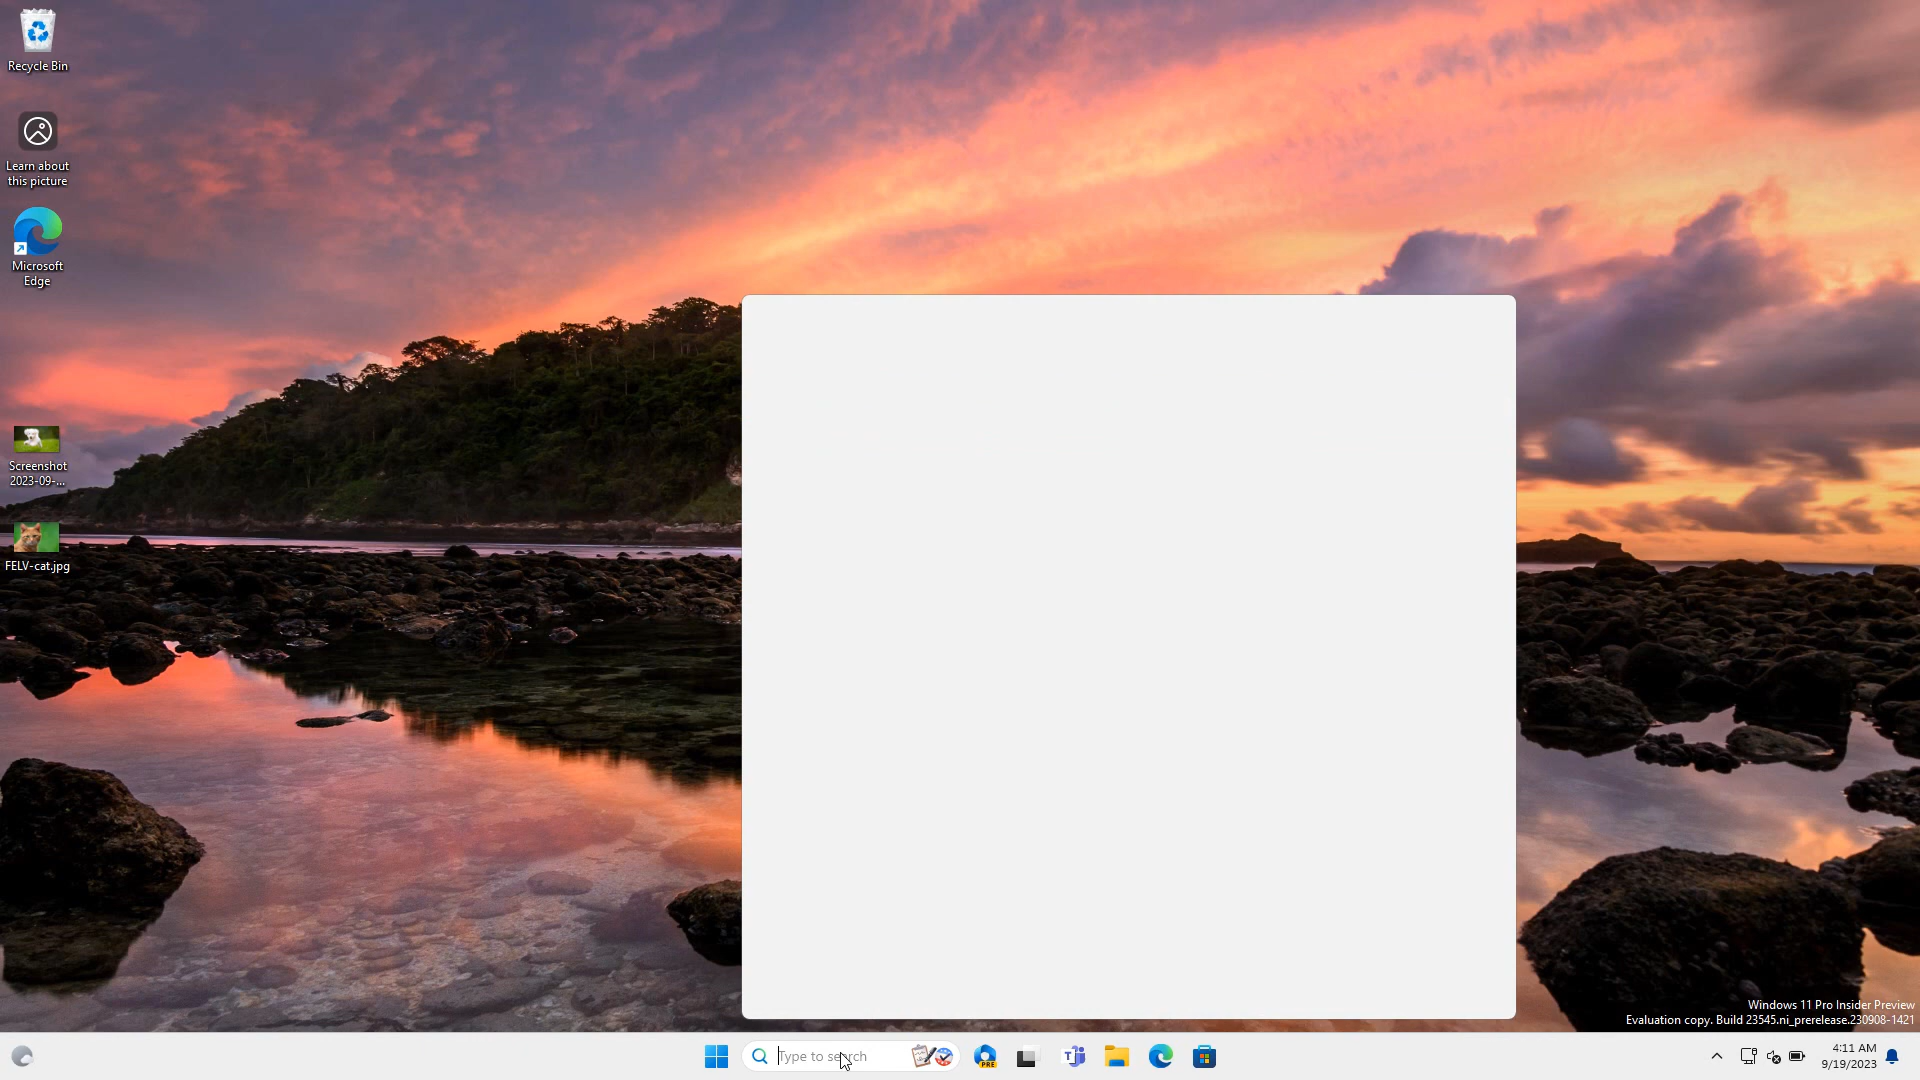 Recycle Bin
Learn about
this picture
Microsoft
Edge
Screenshot
2023-09-...
FELV-cat.jpg
Windows 11 Pro Insider Preview
Evaluation copy. Build 23545.ni_prerelease.230908-1421
Type to search
PRE
4:11 AM
9/19/2023